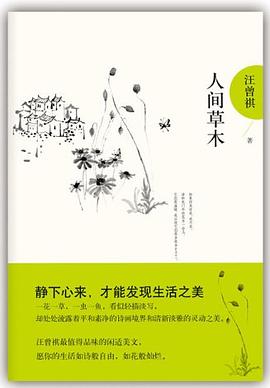 汪曾祺
著
人间草木
静下心来，才能发现生活之美
一花一草，一虫一鱼，看似轻描淡写，
却处处流露着平和素净的诗画境界和清新淡雅的灵动之美。
汪曾祺最值得品味的闲适美文，
愿你的生活如诗般自由，如花般灿烂。